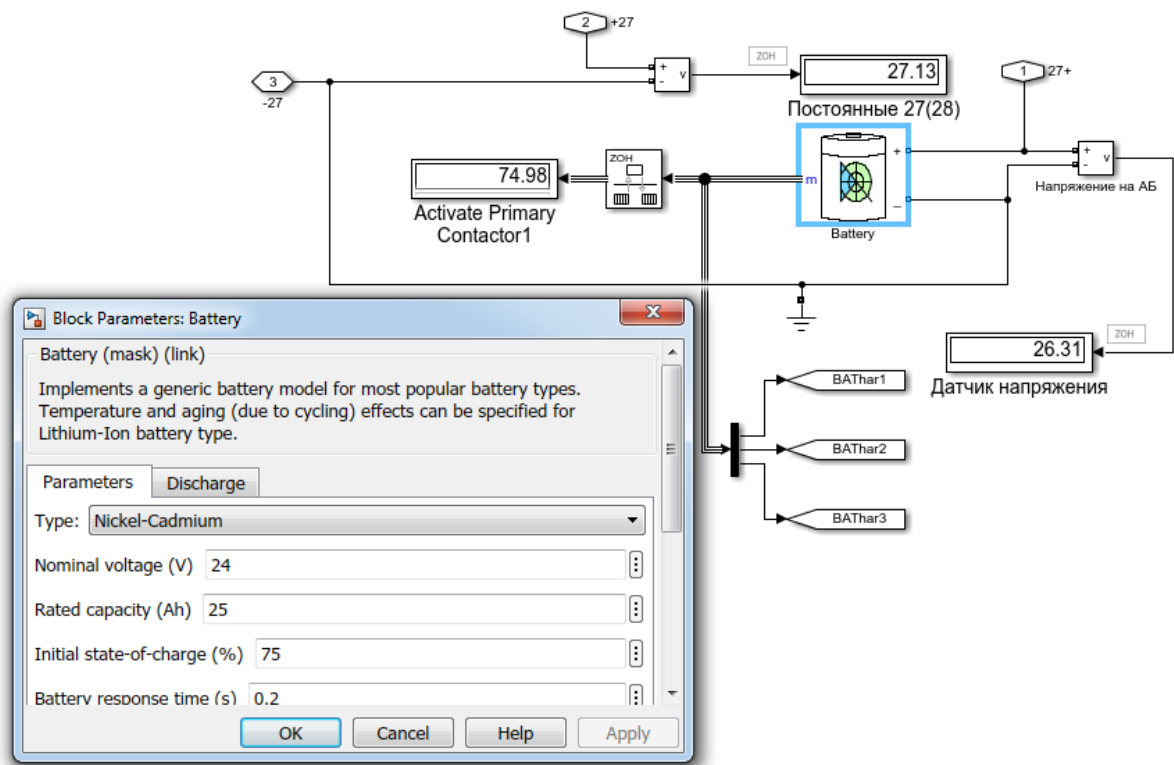 2
+27
ZOH
3
-27
+
-
v
27.13
Постоянные 27(28)
1
27+
74.98
ZOH
Activate Primary
Contactor1
m
+
_
Battery
+
-
v
Напряжение на АБ
ZOH
26.31
Датчик напряжения
BAThar1
BAThar2
BAThar3
Block Parameters: Battery
Battery (mask) (link)
Implements a generic battery model for most popular battery types.
Temperature and aging (due to cycling) effects can be specified for
Lithium-Ion battery type.
Parameters
Discharge
Type: Nickel-Cadmium
Nominal voltage (V) 24
Rated capacity (Ah) 25
Initial state-of-charge (%) 75
Battery response time (s) 0.2
OK
Cancel
Help
Apply